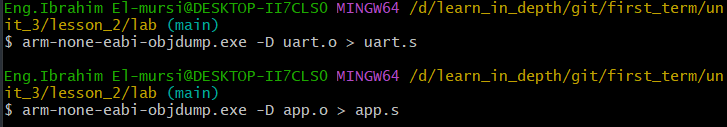 Eng.Ibrahim El-mursi@DESKTOP-II7CLSO MINGW64 /d/learn_in_depth/git/first_term/un
it_3/lesson_2/lab (main)
$ arm-none-eabi-objdump.exe -D uart.o > uart.s
Eng.Ibrahim El-mursi@DESKTOP-II7CLSO MINGW64 /d/learn_in_depth/git/first_term/un
it_3/lesson_2/lab (main)
$ arm-none-eabi-objdump.exe -D app.o > app.s